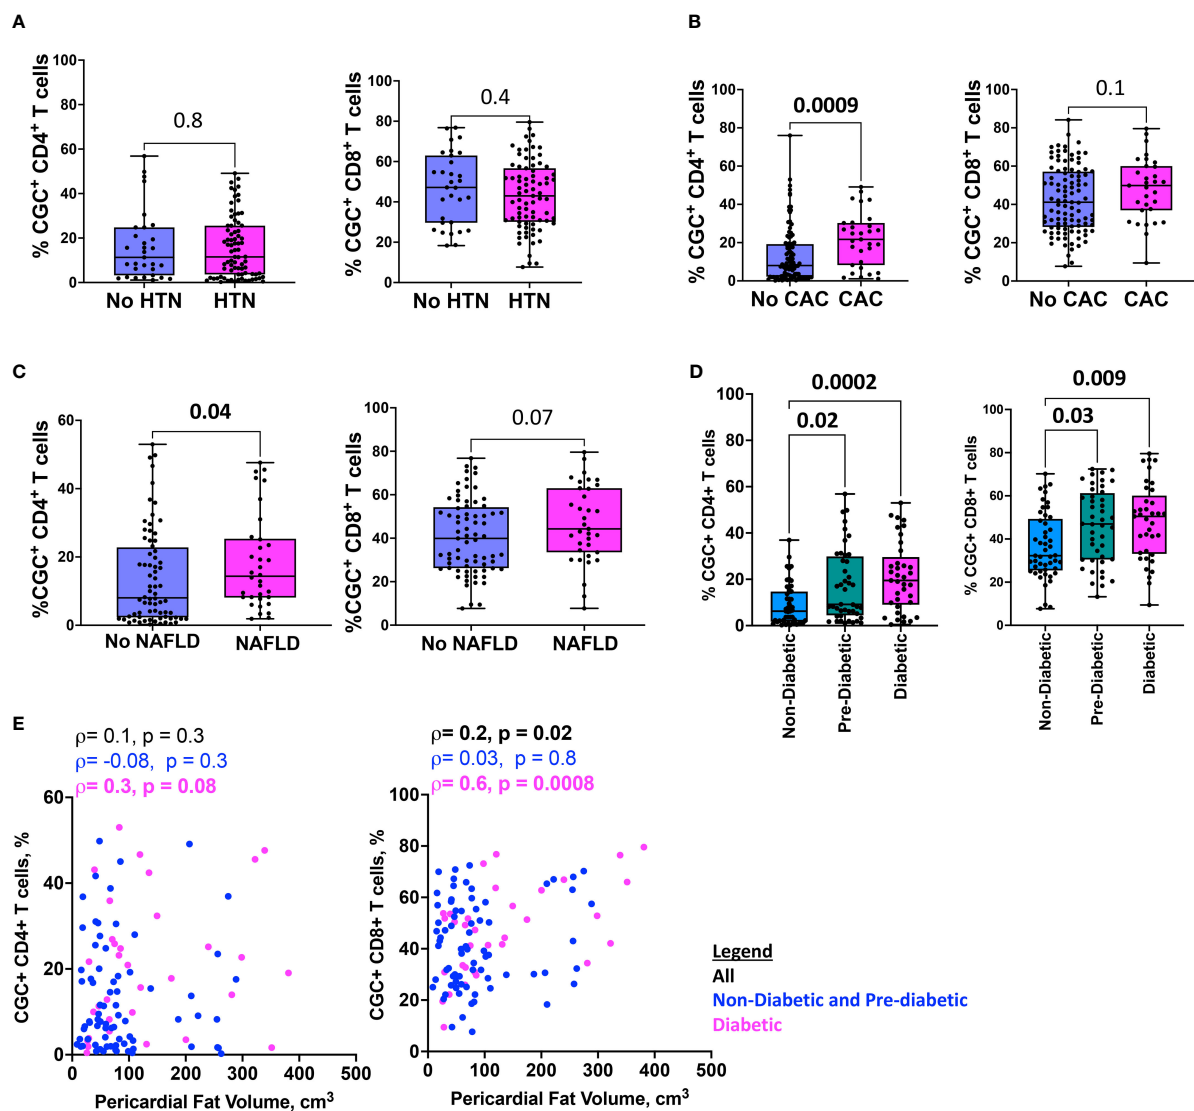 A
B
% CGC⁺ CD4⁺ T cells
100
80
60
40
20
0
0.8
No HTN
HTN
% CGC⁺ CD8⁺ T cells
100
80
60
40
20
0
0.4
No HTN
HTN
% CGC⁺ CD4⁺ T cells
100
80
60
40
20
0
0.0009
No CAC
CAC
% CGC⁺ CD8⁺ T cells
100
80
60
40
20
0
0.1
No CAC
CAC
C
D
%CGC⁺ CD4⁺ T cells
60
40
20
0
0.04
No NAFLD
NAFLD
%CGC⁺ CD8⁺ T cells
100
80
60
40
20
0
0.07
No NAFLD
NAFLD
% CGC+ CD4+ T cells
100
80
60
40
20
0
0.0002
0.02
Non-Diabetic
Pre-Diabetic
Diabetic
% CGC+ CD8+ T cells
100
80
60
40
20
0
0.009
0.03
Non-Diabetic
Pre-Diabetic
Diabetic
E
ρ= 0.1, p = 0.3
ρ= -0.08, p = 0.3
ρ= 0.3, p = 0.08
CGC+ CD4+ T cells, %
60
40
20
0
0 100 200 300 400 500
Pericardial Fat Volume, cm³
ρ= 0.2, p = 0.02
ρ= 0.03, p = 0.8
ρ= 0.6, p = 0.0008
CGC+ CD8+ T cells, %
100
80
60
40
20
0
0 100 200 300 400 500
Pericardial Fat Volume, cm³
Legend
All
Non-Diabetic and Pre-diabetic
Diabetic